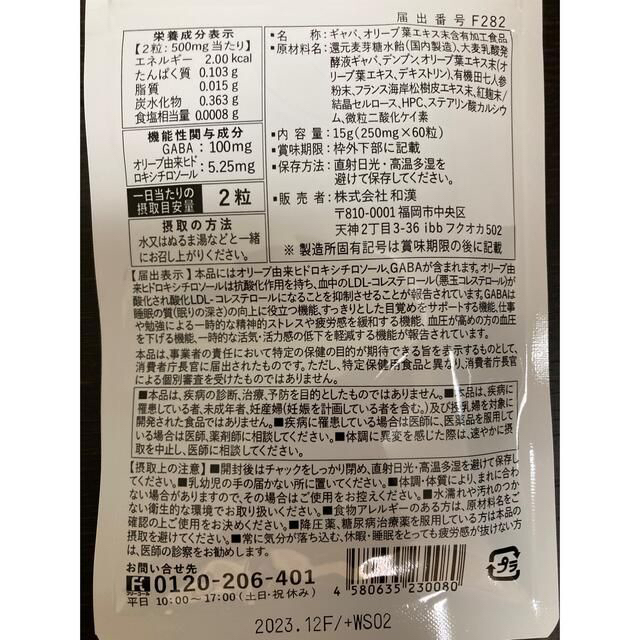 届出番号 F282
栄養成分表示
【2粒:500mg当たり】
エネルギー 2.00kcal
たんぱく質 0.103g
脂質 0.015g
炭水化物 0.363g
食塩相当量 0.0008g
機能性関与成分
GABA：100mg
オリーブ由来ヒドロキシチロソール：5.25mg
一日当たりの
摂取目安量
2粒
摂取の方法
水又はぬるま湯などと一緒
にお召し上がりください。
■名称：ギャバ、オリーブ葉エキス末含有加工食品
■原材料名：還元麦芽糖水飴(国内製造)、大麦乳酸発
酵液ギャバ、デンプン、オリーブ葉エキス末(オ
リーブ葉エキス、デキストリン)、有機田七人参
粉末、フランス海岸松樹皮エキス末、紅麹末/
結晶セルロース、HPC、ステアリン酸カルシウ
ム、微粒二酸化ケイ素
■内容量：15g(250mg×60粒)
■賞味期限：枠外下部に記載
■保存方法：直射日光・高温多湿を
避けて保存してください。
■販売者：株式会社 和漢
〒810-0001 福岡市中央区
天神2丁目3-36 ibb フクオカ502
※製造所固有記号は賞味期限の後に記載
【届出表示】本品にはオリーブ由来ヒドロキシチロソール、GABAが含まれます。オリーブ由
来ヒドロキシチロソールは抗酸化作用を持ち、血中のLDL-コレステロール(悪玉コレステロール)が
酸化され酸化LDL-コレステロールになることを抑制させることが報告されています。GABAは
睡眠の質(眠りの深さ)の向上に役立つ機能、すっきりとした目覚めをサポートする機能、仕事
や勉強による一時的な精神的ストレスや疲労感を緩和する機能、血圧が高めの方の血圧
を下げる機能、一時的な活気・活力感の低下を軽減する機能が報告されています。
本品は、事業者の責任において特定の保健の目的が期待できる旨を表示するものとして、
消費者庁長官に届出されたものです。ただし、特定保健用食品と異なり、消費者庁長官
による個別審査を受けたものではありません。
■本品は、疾病の診断、治療、予防を目的としたものではありません。■本品は、疾病に
罹患している者、未成年者、妊産婦(妊娠を計画している者を含む。)及び授乳婦を対象に
開発された食品ではありません。■疾病に罹患している場合は医師に、医薬品を服用して
いる場合は医師、薬剤師に相談してください。■体調に異変を感じた際は、速やかに摂
取を中止し、医師に相談してください。
【摂取上の注意】■開封後はチャックをしっかり閉め、直射日光・高温多湿を避けて保存し
てください。■乳幼児の手の届かない所に置いてください。■体調・体質により、まれに合わ
ない場合がありますので、その場合はご使用をお控えください。■水濡れや汚れのつかな
い衛生的な環境でお取り扱いください。■食物アレルギーのある方は、原材料名をご
確認の上ご使用をお決めください。■降圧薬、糖尿病治療薬を服用している方は本品の
摂取を避けてください。■常に気分が落ち込む、休暇・睡眠をとっても疲労感が抜けない方
は、医師の診察をお勧めします。
お問い合わせ先
フリーコール
0120-206-401
平日 10:00〜17:00(土・日・祝休み)
4 580635 230080
プラ
2023.12F/+WS02